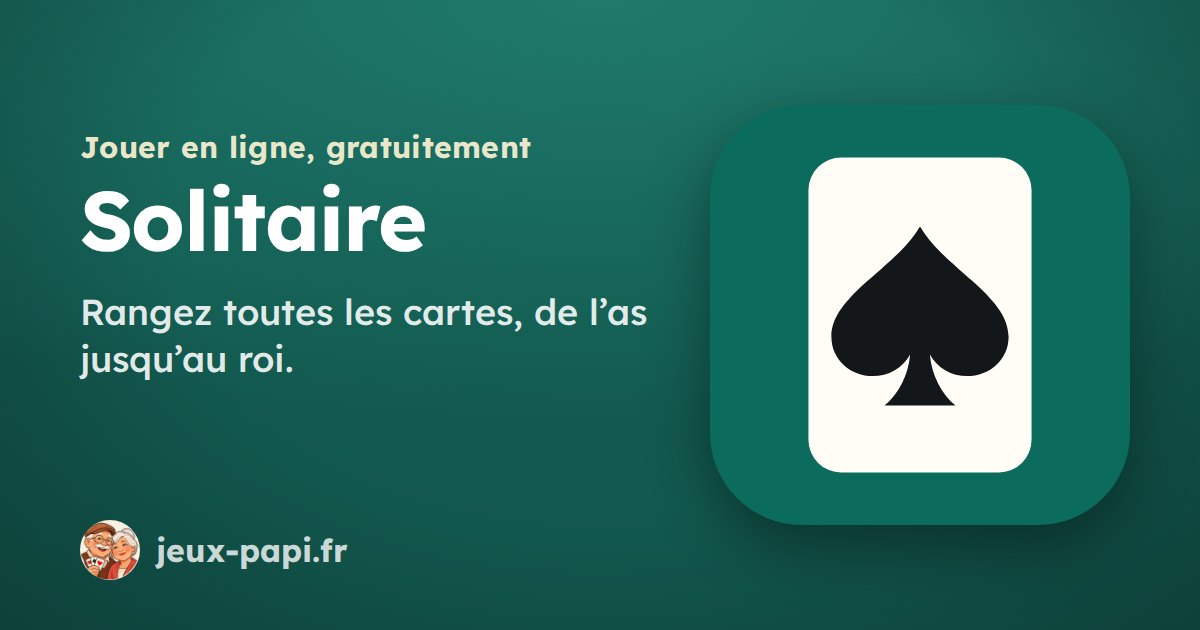 Jouer en ligne, gratuitement
Solitaire
Rangez toutes les cartes, de l’as
jusqu’au roi.
jeux-papi.fr